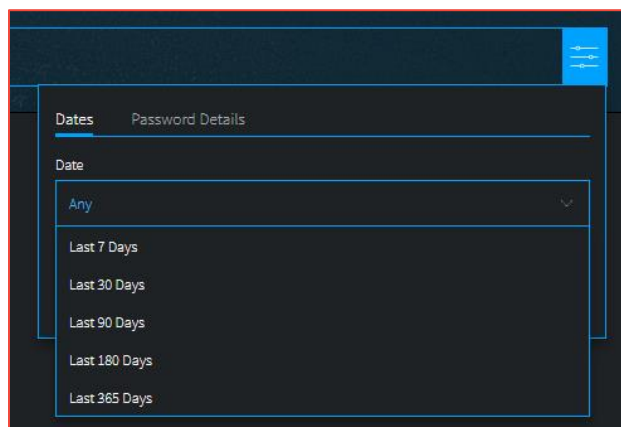 Dates Password Details
Date
Any
Last 7 Days
Last 30 Days
Last 90 Days
Last 180 Days
Last 365 Days